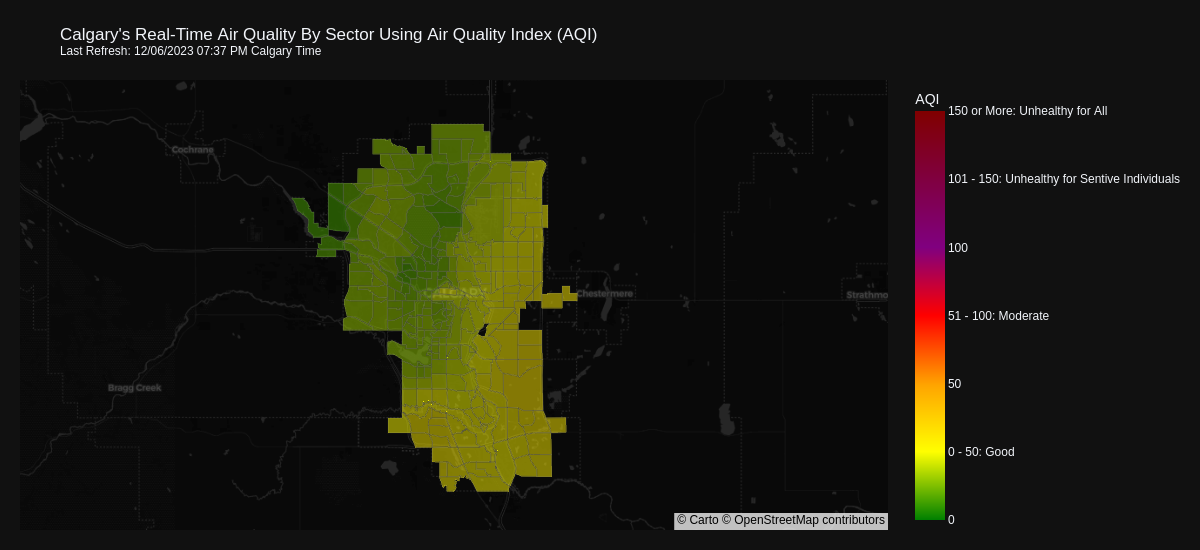 Calgary's Real-Time Air Quality By Sector Using Air Quality Index (AQI)
Last Refresh: 12/06/2023 07:37 PM Calgary Time
AQI
150 or More: Unhealthy for All
Cochrane
101 - 150: Unhealthy for Sentive Individuals
100
Chestermere
Strathmo
51 - 100: Moderate
50
Bragg Creek
0 - 50: Good
0
© Carto © OpenStreetMap contributors